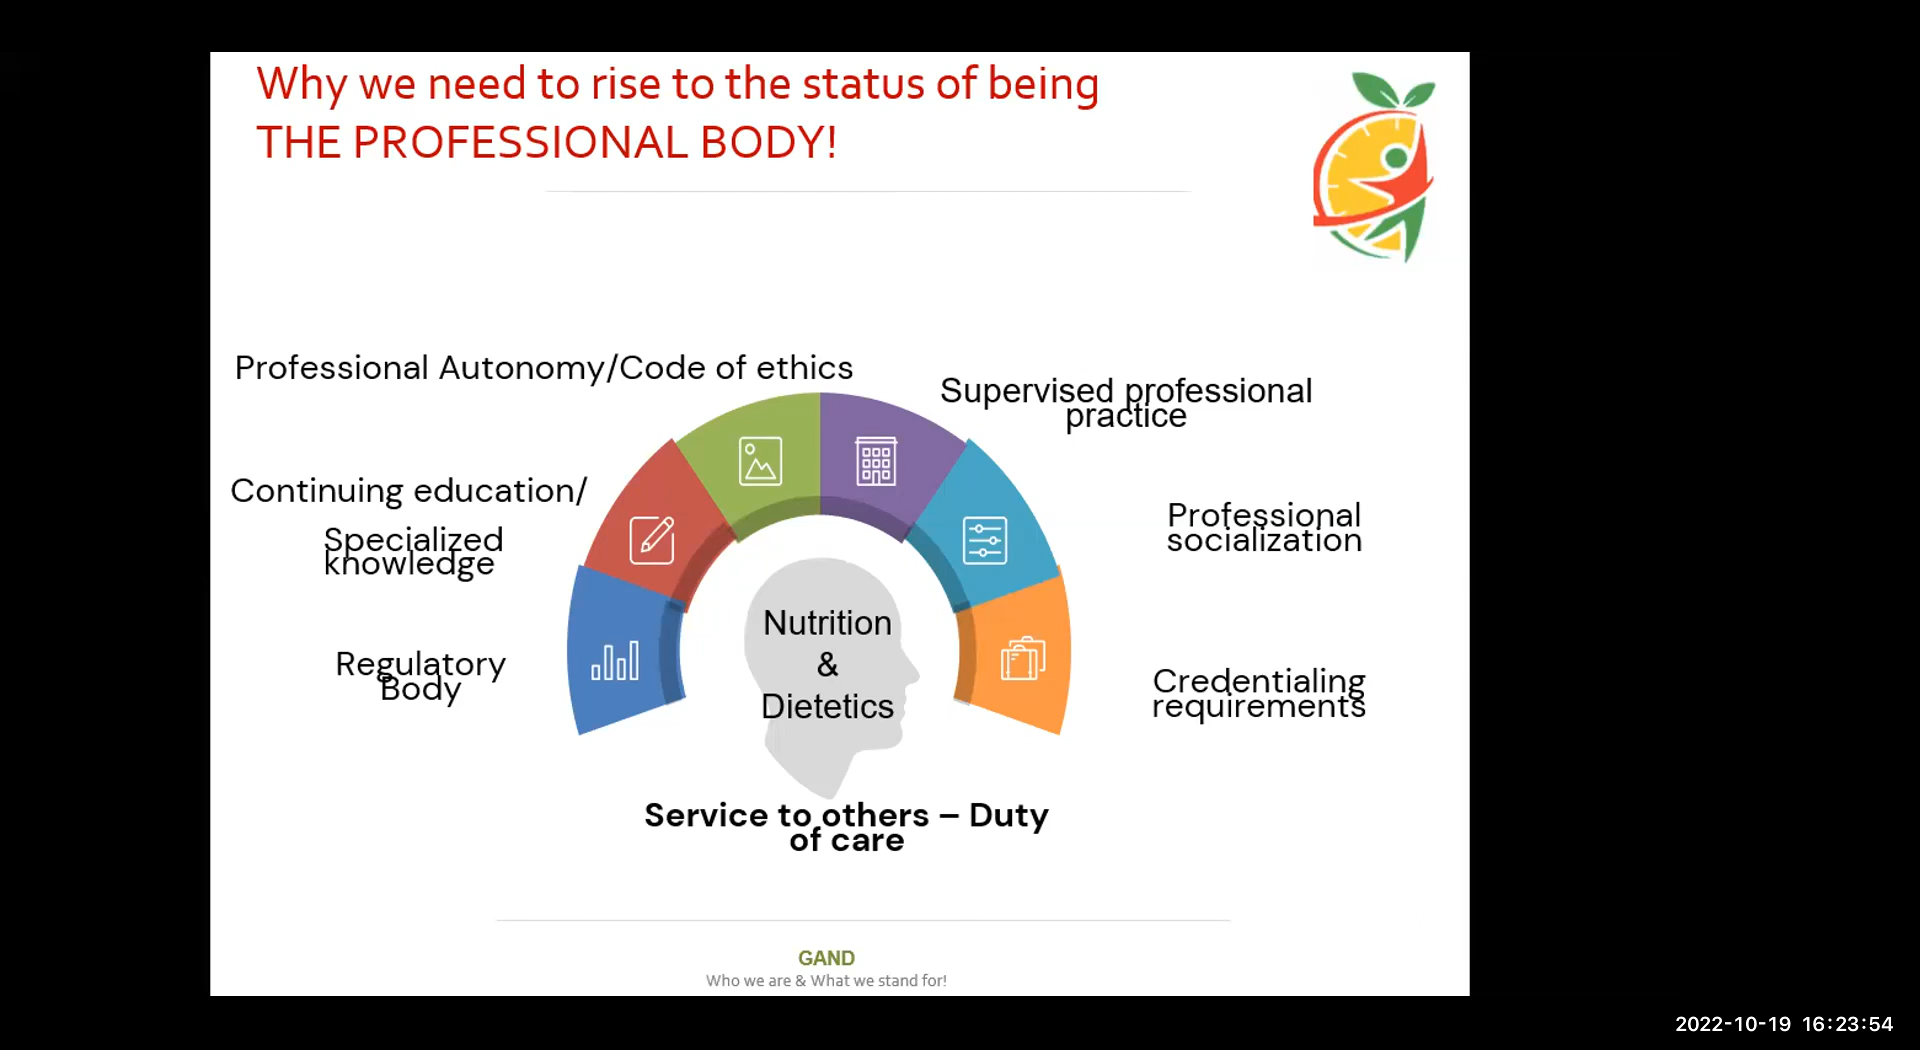 Why we need to rise to the status of being
THE PROFESSIONAL BODY!
Professional Autonomy/Code of ethics
Supervised professional
practice
Continuing education/
Specialized
knowledge
Professional
socialization
Regulatory
Body
Nutrition
&
Dietetics
Credentialing
requirements
Service to others – Duty
of care
GAND
Who we are & What we stand for!
2022-10-19 16:23:54